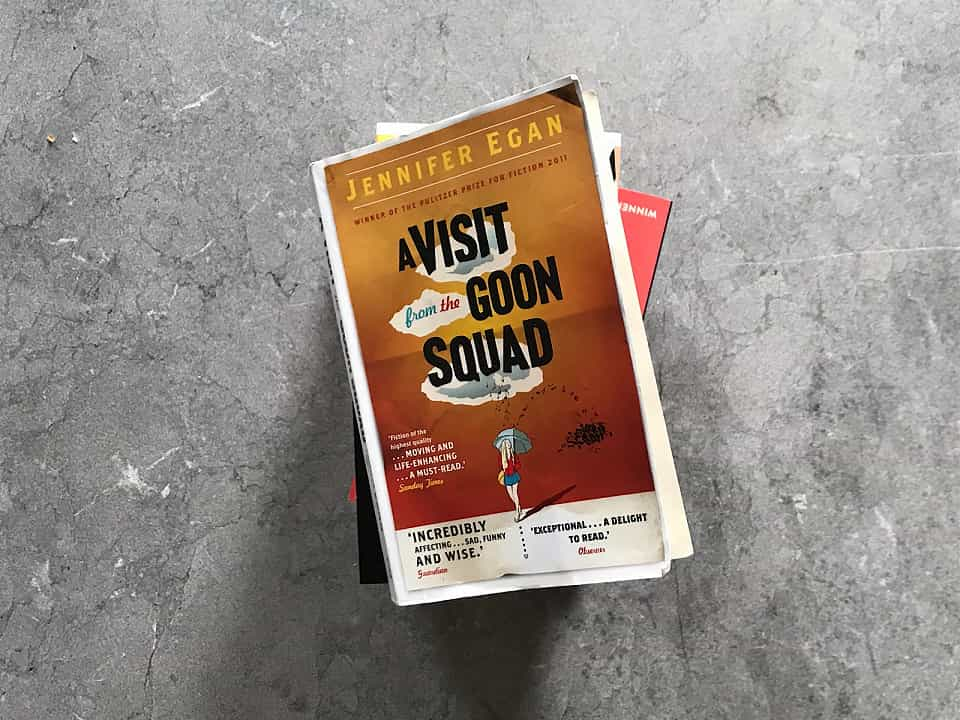 JENNIFER EGAN
WINNER OF THE PULITZER PRIZE FOR FICTION 2011
A VISIT
from the GOON
SQUAD
'Fiction of the
highest quality
...MOVING AND
LIFE-ENHANCING
...A MUST-READ.'
Sunday Times
'INCREDIBLY
AFFECTING...SAD, FUNNY
AND WISE.'
Guardian
'EXCEPTIONAL...A DELIGHT
TO READ.'
Observer